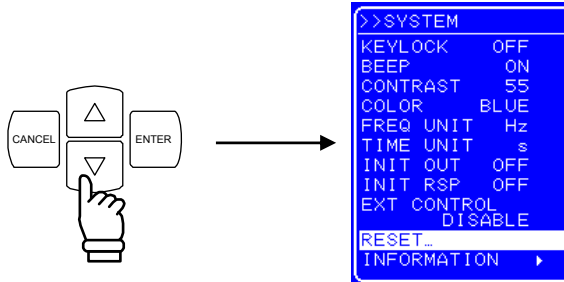 CANCEL
ENTER
>>SYSTEM
KEYLOCK OFF
BEEP ON
CONTRAST 55
COLOR BLUE
FREQ UNIT Hz
TIME UNIT s
INIT OUT OFF
INIT RSP OFF
EXT CONTROL
DISABLE
RESET…
INFORMATION